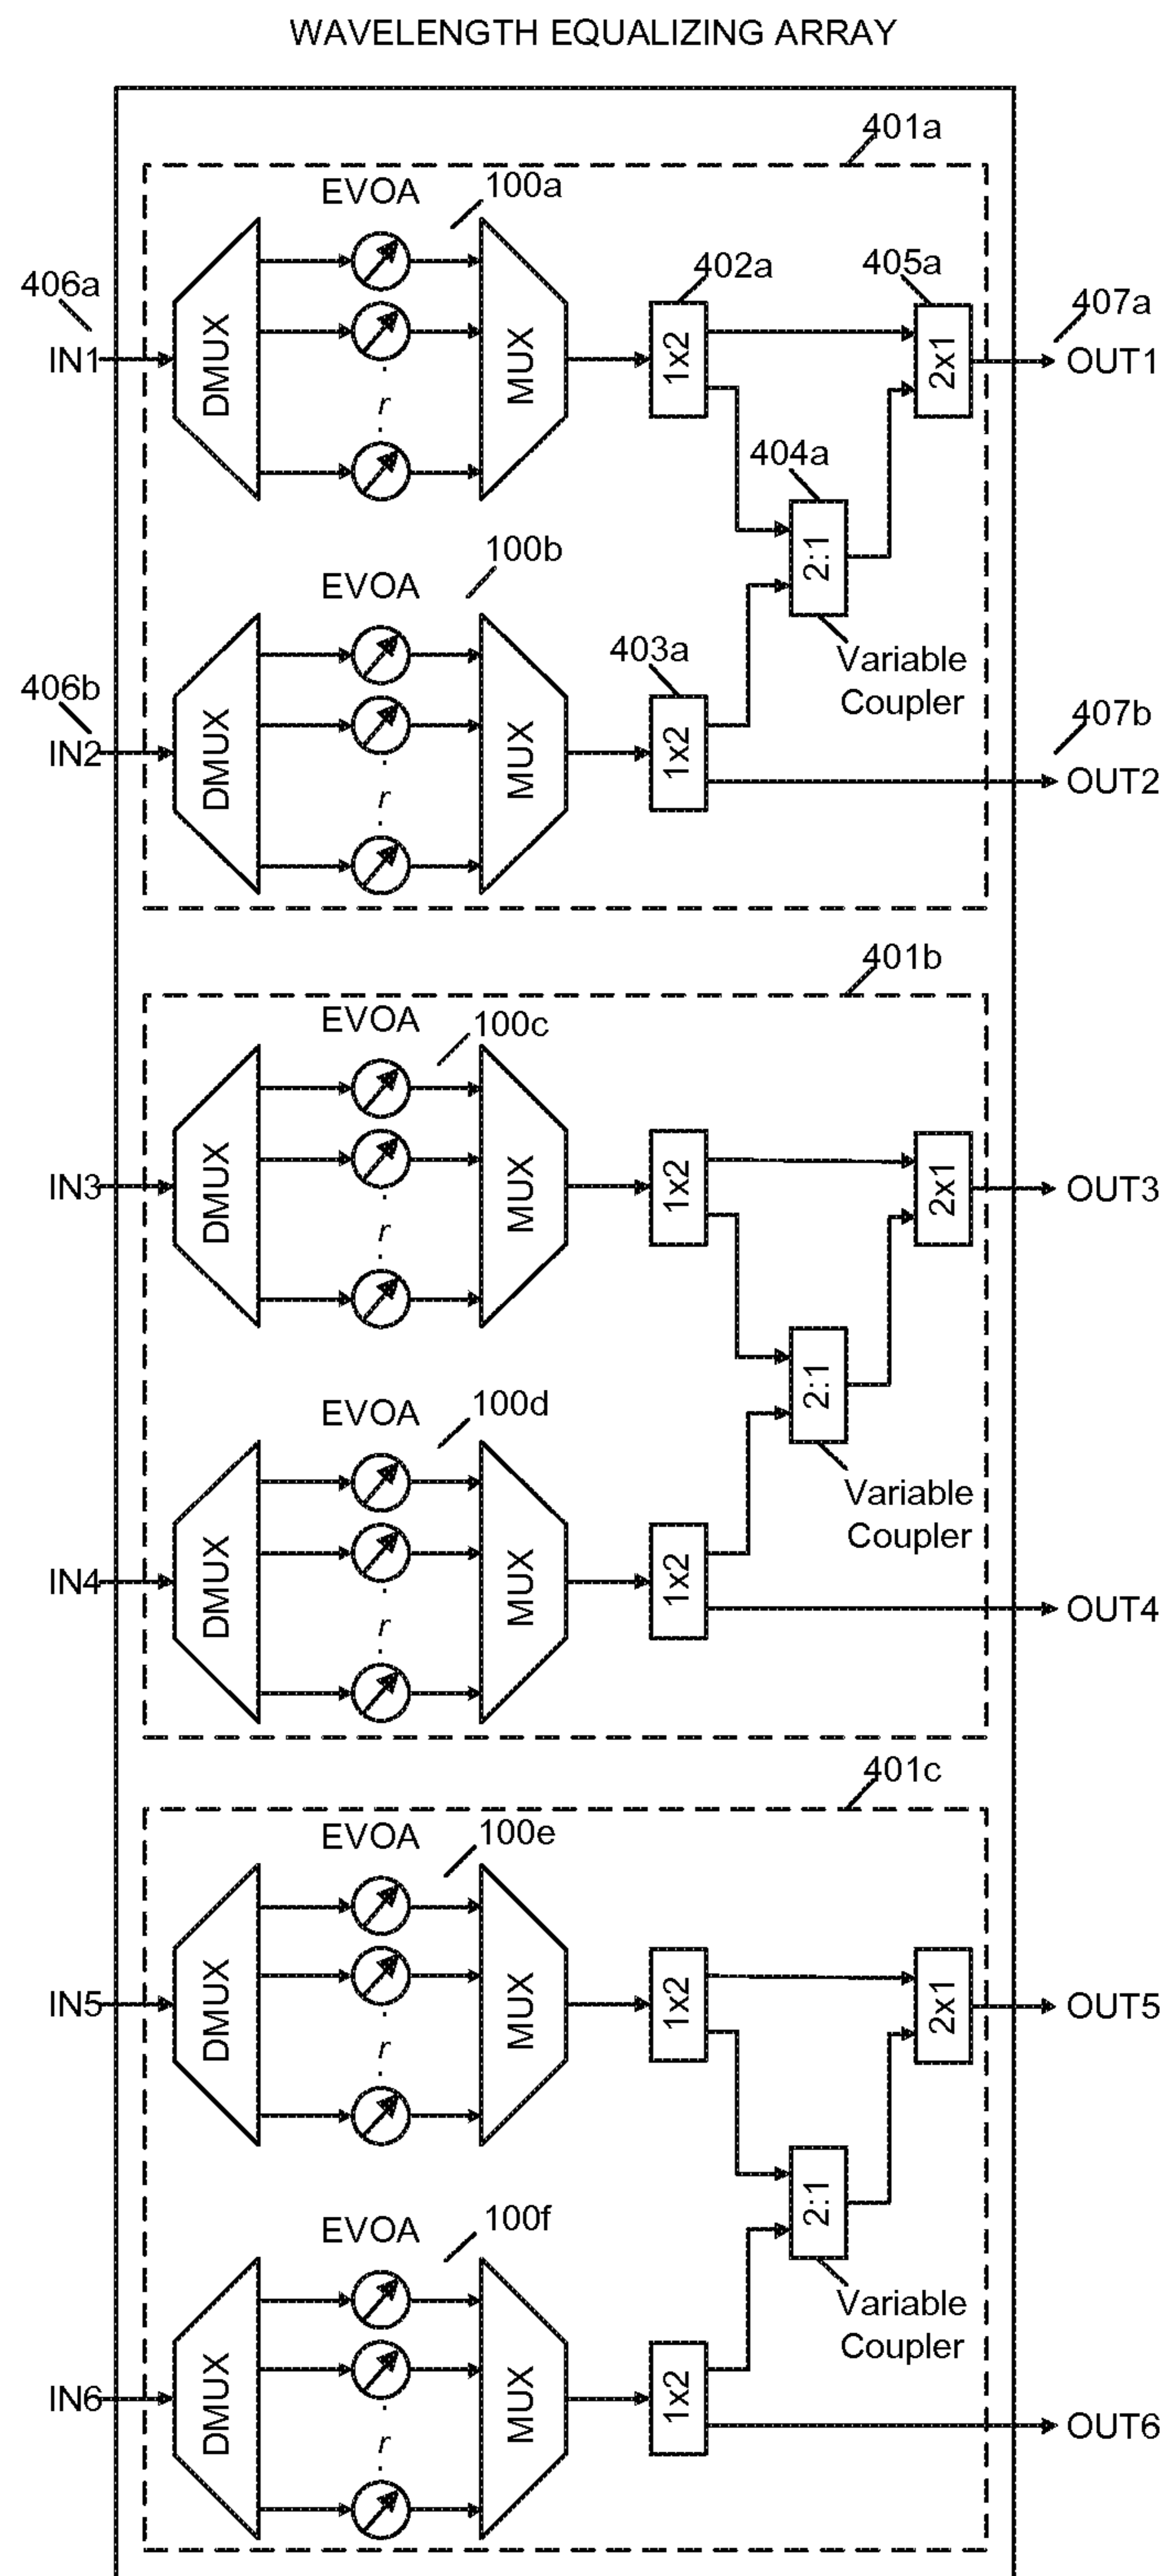 WAVELENGTH EQUALIZING ARRAY
401a
EVOA
100a
406a
402a
405a
407a
IN1
DMUX
r
MUX
1x2
2x1
OUT1
404a
2:1
EVOA
100b
Variable
Coupler
403a
406b
407b
IN2
DMUX
r
MUX
1x2
OUT2
401b
EVOA
100c
IN3
DMUX
r
MUX
1x2
2x1
OUT3
2:1
EVOA
100d
Variable
Coupler
IN4
DMUX
r
MUX
1x2
OUT4
401c
EVOA
100e
IN5
DMUX
r
MUX
1x2
2x1
OUT5
2:1
EVOA
100f
Variable
Coupler
IN6
DMUX
r
MUX
1x2
OUT6